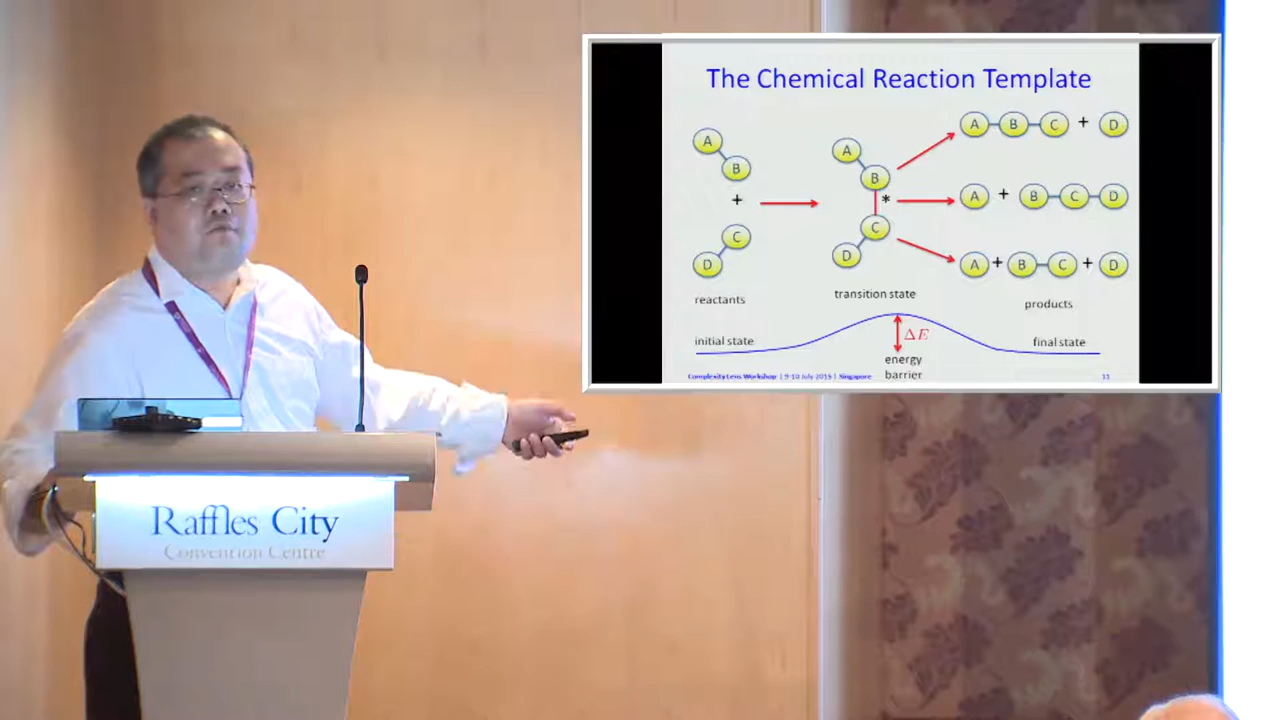 The Chemical Reaction Template
A
B
+
C
D
reactants
A
B
*
C
D
transition state
A B C + D
A + B C D
A + B C + D
products
initial state
ΔE
energy
barrier
final state
Complexity Lens Workshop | 9-10 July 2015 | Singapore
11
Raffles City
Convention Centre